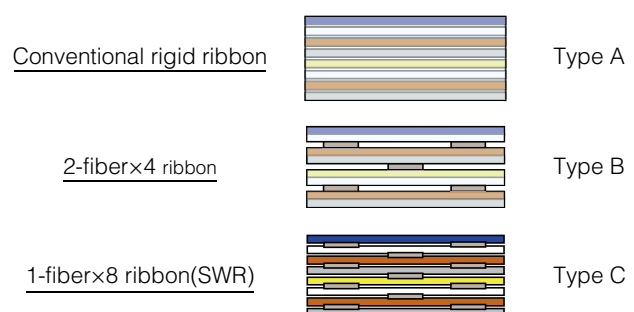 Conventional rigid ribbon Type A
2-fiber×4 ribbon Type B
1-fiber×8 ribbon(SWR) Type C